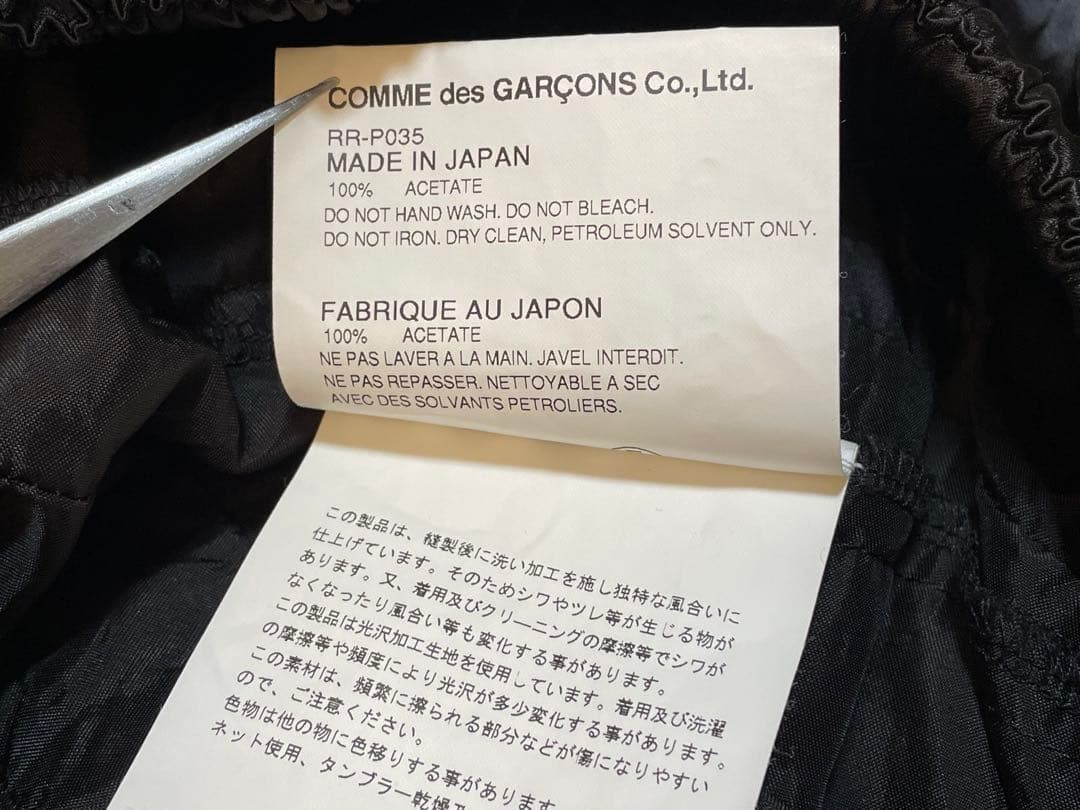 COMME des GARÇONS Co.,Ltd.
RR-P035
MADE IN JAPAN
100% ACETATE
DO NOT HAND WASH. DO NOT BLEACH.
DO NOT IRON. DRY CLEAN, PETROLEUM SOLVENT ONLY.
FABRIQUE AU JAPON
100% ACETATE
NE PAS LAVER A LA MAIN. JAVEL INTERDIT.
NE PAS REPASSER. NETTOYABLE A SEC
AVEC DES SOLVANTS PETROLIERS.
この製品は、縫製後に洗い加工を施し独特な風合いに
仕上げています。そのためシワやツレ等が生じる物が
あります。又、着用及びクリーニングの摩擦等でシワが
なくなったり風合い等も変化する事があります。
この製品は光沢加工生地を使用しています。着用及び洗濯
の摩擦等や頻度により光沢が多少変化する事があります。
この素材は、頻繁に擦られる部分などが傷になりやすい
ので、ご注意ください。
色物は他の物に色移りする事があります
ネット使用、タンブラー乾燥